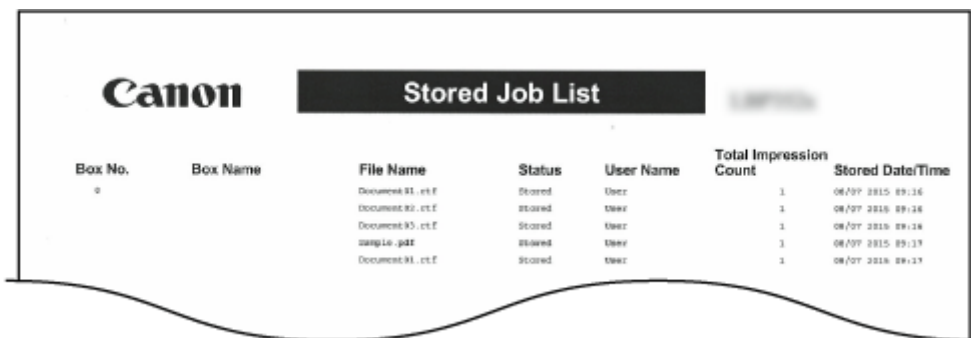 Canon
Stored Job List
Box No. Box Name File Name Status User Name Total Impression Count Stored Date/Time
0 Document01.rtf Stored User 1 08/07 2015 09:16
Document02.rtf Stored User 1 08/07 2015 09:16
Document03.rtf Stored User 1 08/07 2015 09:16
sample.pdf Stored User 1 08/07 2015 09:17
Document01.rtf Stored User 1 08/07 2015 09:17